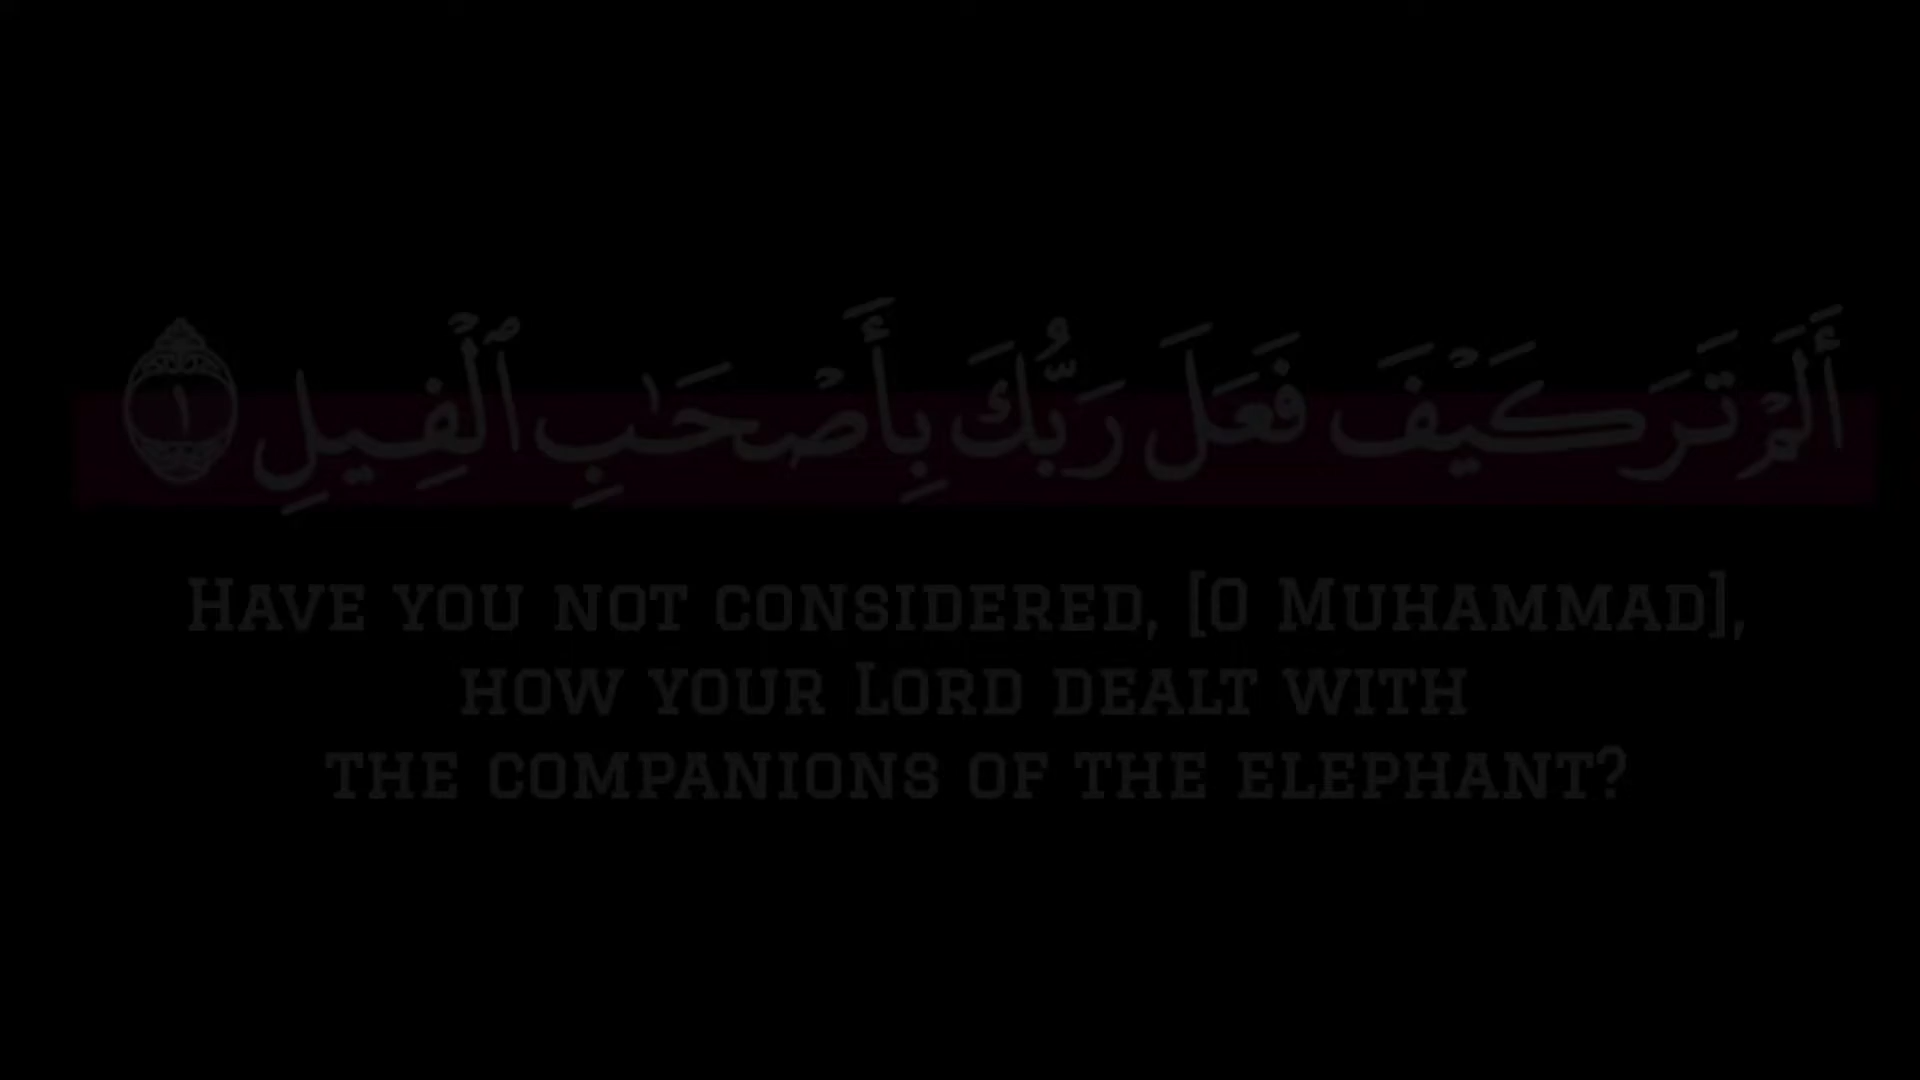 أَلَمْ تَرَ كَيْفَ فَعَلَ رَبُّكَ بِأَصْحَٰبِ ٱلْفِيلِ ١
Have you not considered, [O Muhammad],
how your Lord dealt with
the companions of the elephant?